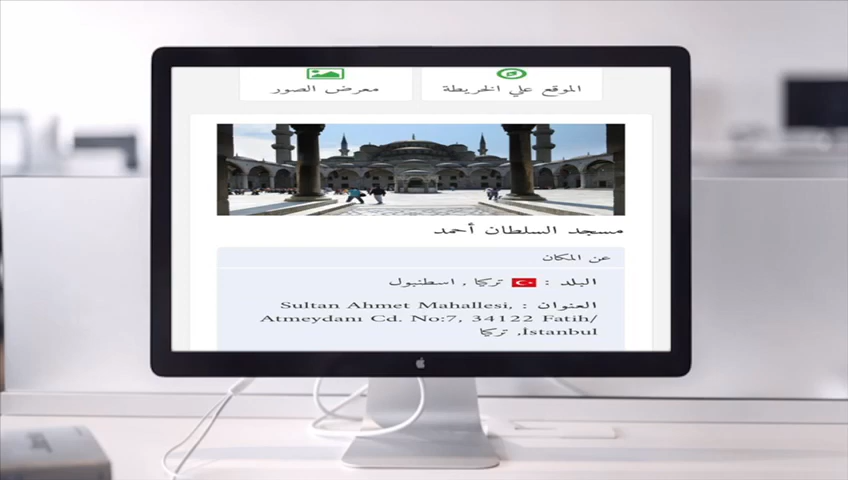 الموقع علي الخريطة
معرض الصور
مسجد السلطان أحمد
عن المكان
البلد : تركيا , اسطنبول
العنوان : Sultan Ahmet Mahallesi,
Atmeydanı Cd. No:7, 34122 Fatih/
İstanbul, تركيا